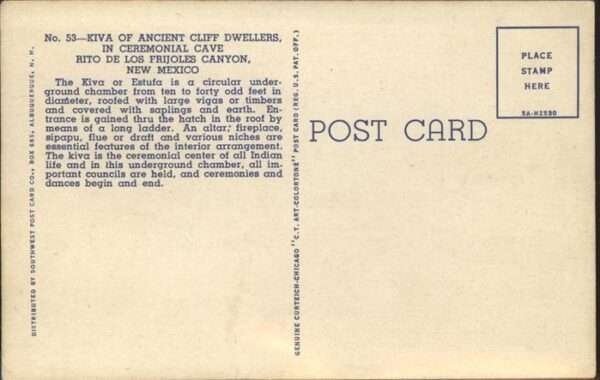 No. 53—KIVA OF ANCIENT CLIFF DWELLERS,
IN CEREMONIAL CAVE
RITO DE LOS FRIJOLES CANYON,
NEW MEXICO
The Kiva or Estufa is a circular under-
ground chamber from ten to forty odd feet in
diameter, roofed with large vigas or timbers
and covered with saplings and earth. En-
trance is gained thru the hatch in the roof by
means of a long ladder. An altar, fireplace,
sipapu, flue or draft and various niches are
essential features of the interior arrangement.
The kiva is the ceremonial center of all Indian
life and in this underground chamber, all im-
portant councils are held, and ceremonies and
dances begin and end.
DISTRIBUTED BY SOUTHWEST POST CARD CO., BOX 685, ALBUQUERQUE, N. M.
GENUINE CURTEICH-CHICAGO "C.T. ART-COLORTONE" POST CARD (REG. U.S. PAT. OFF.)
POST CARD
PLACE
STAMP
HERE
5A-H2590